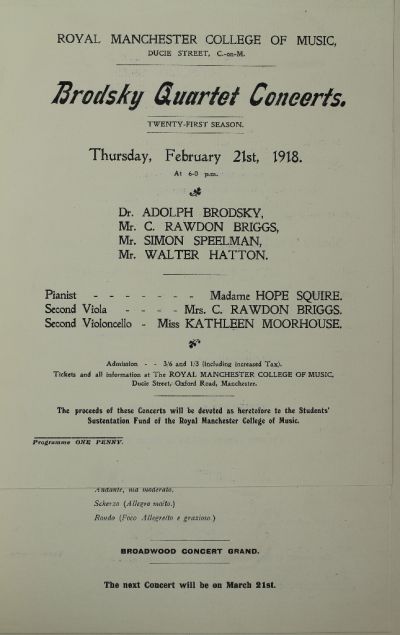 ROYAL MANCHESTER COLLEGE OF MUSIC,
DUCIE STREET, C.-on-M.
Brodsky Quartet Concerts.
TWENTY-FIRST SEASON.
Thursday, February 21st, 1918.
At 6-0 p.m.
Dr. ADOLPH BRODSKY,
Mr. C. RAWDON BRIGGS,
Mr. SIMON SPEELMAN,
Mr. WALTER HATTON.
Pianist - - - - - - - Madame HOPE SQUIRE.
Second Viola - - - - Mrs. C. RAWDON BRIGGS.
Second Violoncello - Miss KATHLEEN MOORHOUSE.
Admission - - 3/6 and 1/3 (including increased Tax).
Tickets and all information at The ROYAL MANCHESTER COLLEGE OF MUSIC,
Ducie Street, Oxford Road, Manchester.
The proceeds of these Concerts will be devoted as heretofore to the Students'
Sustentation Fund of the Royal Manchester College of Music.
Programme ONE PENNY.
Andante, ma moderato.
Scherzo (Allegro molto.)
Rondo (Poco Allegretto e grazioso.)
BROADWOOD CONCERT GRAND.
The next Concert will be on March 21st.